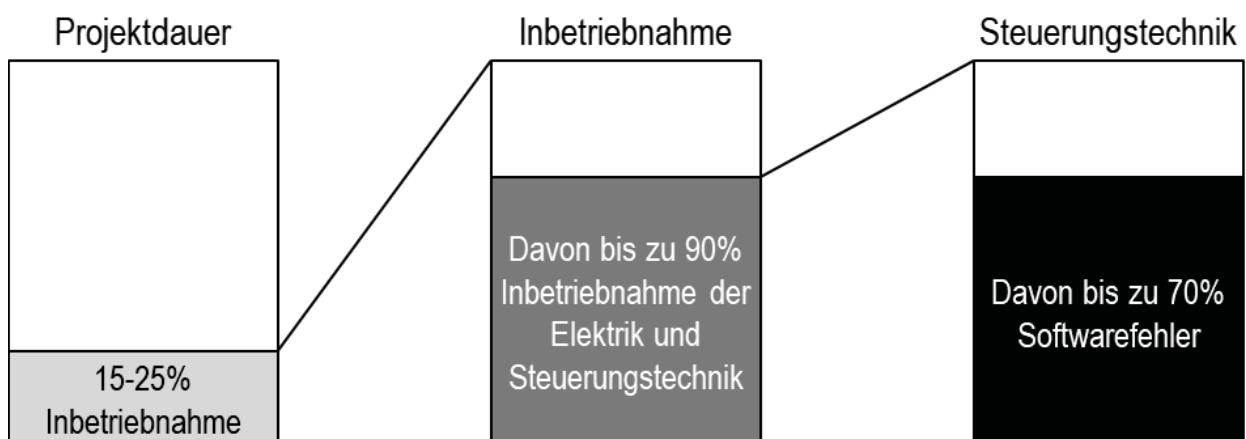 Projektdauer
Inbetriebnahme
Steuerungstechnik
15-25%
Inbetriebnahme
Davon bis zu 90%
Inbetriebnahme der
Elektrik und
Steuerungstechnik
Davon bis zu 70%
Softwarefehler